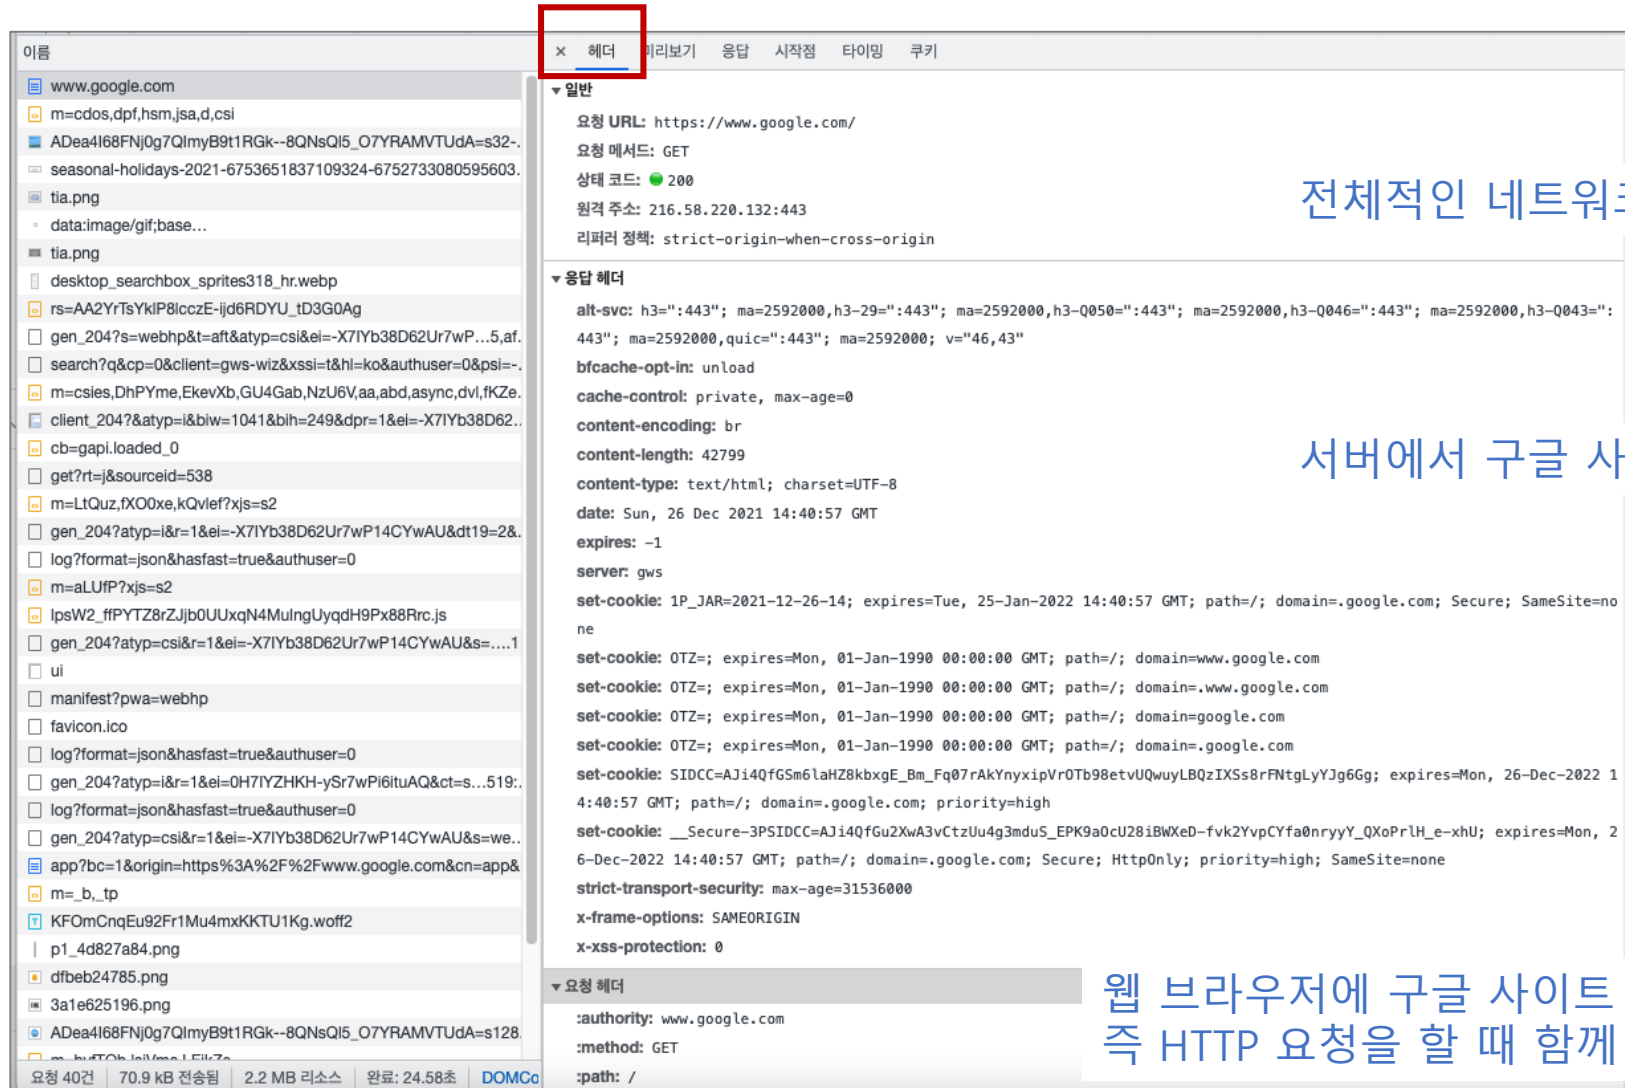 이름
www.google.com
m=cdos,dpf,hsm,jsa,d,csi
ADea4I68FNj0g7QImyB9t1RGk--8QNsQI5_O7YRAMVTUdA=s32-.
seasonal-holidays-2021-6753651837109324-6752733080595603.
tia.png
data:image/gif;base…
tia.png
desktop_searchbox_sprites318_hr.webp
rs=AA2YrTsYklP8IcczE-ijd6RDYU_tD3G0Ag
gen_204?s=webhp&t=aft&atyp=csi&ei=-X7IYb38D62Ur7wP…5,af.
search?q&cp=0&client=gws-wiz&xssi=t&hl=ko&authuser=0&psi=-.
m=csies,DhPYme,EkevXb,GU4Gab,NzU6V,aa,abd,async,dvl,fKZe.
client_204?&atyp=i&biw=1041&bih=249&dpr=1&ei=-X7IYb38D62..
cb=gapi.loaded_0
get?rt=j&sourceid=538
m=LtQuz,fXO0xe,kQvlef?xjs=s2
gen_204?atyp=i&r=1&ei=-X7IYb38D62Ur7wP14CYwAU&dt19=2&.
log?format=json&hasfast=true&authuser=0
m=aLUfP?xjs=s2
IpsW2_ffPYTZ8rZJjb0UUxqN4MuIngUyqdH9Px88Rrc.js
gen_204?atyp=csi&r=1&ei=-X7IYb38D62Ur7wP14CYwAU&s=….1
ui
manifest?pwa=webhp
favicon.ico
log?format=json&hasfast=true&authuser=0
gen_204?atyp=i&r=1&ei=0H7IYZHKH-ySr7wPi6ituAQ&ct=s…519:.
log?format=json&hasfast=true&authuser=0
gen_204?atyp=csi&r=1&ei=-X7IYb38D62Ur7wP14CYwAU&s=we..
app?bc=1&origin=https%3A%2F%2Fwww.google.com&cn=app&
m=_b,_tp
KFOmCnqEu92Fr1Mu4mxKKTU1Kg.woff2
p1_4d827a84.png
dfbeb24785.png
3a1e625196.png
ADea4I68FNj0g7QImyB9t1RGk--8QNsQI5_O7YRAMVTUdA=s128.
요청 40건 70.9 kB 전송됨 2.2 MB 리소스 완료: 24.58초 DOMCo
× 헤더 미리보기 응답 시작점 타이밍 쿠키
▼일반
요청 URL: https://www.google.com/
요청 메서드: GET
상태 코드: 200
원격 주소: 216.58.220.132:443
리퍼러 정책: strict-origin-when-cross-origin
전체적인 네트워크
▼응답 헤더
alt-svc: h3=":443"; ma=2592000,h3-29=":443"; ma=2592000,h3-Q050=":443"; ma=2592000,h3-Q046=":443"; ma=2592000,h3-Q043=":
443"; ma=2592000,quic=":443"; ma=2592000; v="46,43"
bfcache-opt-in: unload
cache-control: private, max-age=0
content-encoding: br
content-length: 42799
content-type: text/html; charset=UTF-8
date: Sun, 26 Dec 2021 14:40:57 GMT
expires: -1
server: gws
서버에서 구글 사
set-cookie: 1P_JAR=2021-12-26-14; expires=Tue, 25-Jan-2022 14:40:57 GMT; path=/; domain=.google.com; Secure; SameSite=no
ne
set-cookie: OTZ=; expires=Mon, 01-Jan-1990 00:00:00 GMT; path=/; domain=www.google.com
set-cookie: OTZ=; expires=Mon, 01-Jan-1990 00:00:00 GMT; path=/; domain=.www.google.com
set-cookie: OTZ=; expires=Mon, 01-Jan-1990 00:00:00 GMT; path=/; domain=google.com
set-cookie: OTZ=; expires=Mon, 01-Jan-1990 00:00:00 GMT; path=/; domain=.google.com
set-cookie: SIDCC=AJi4QfGSm6laHZ8kbxgE_Bm_Fq07rAkYnyxipVrOTb98etvUQwuyLBQzIXSs8rFNtgLyYJg6Gg; expires=Mon, 26-Dec-2022 1
4:40:57 GMT; path=/; domain=.google.com; priority=high
set-cookie: __Secure-3PSIDCC=AJi4QfGu2XwA3vCtzUu4g3mduS_EPK9aOcU28iBWXeD-fvk2YvpCYfa0nryyY_QXoPrlH_e-xhU; expires=Mon, 2
6-Dec-2022 14:40:57 GMT; path=/; domain=.google.com; Secure; HttpOnly; priority=high; SameSite=none
strict-transport-security: max-age=31536000
x-frame-options: SAMEORIGIN
x-xss-protection: 0
▼요청 헤더
:authority: www.google.com
:method: GET
:path: /
웹 브라우저에 구글 사이트
즉 HTTP 요청을 할 때 함께